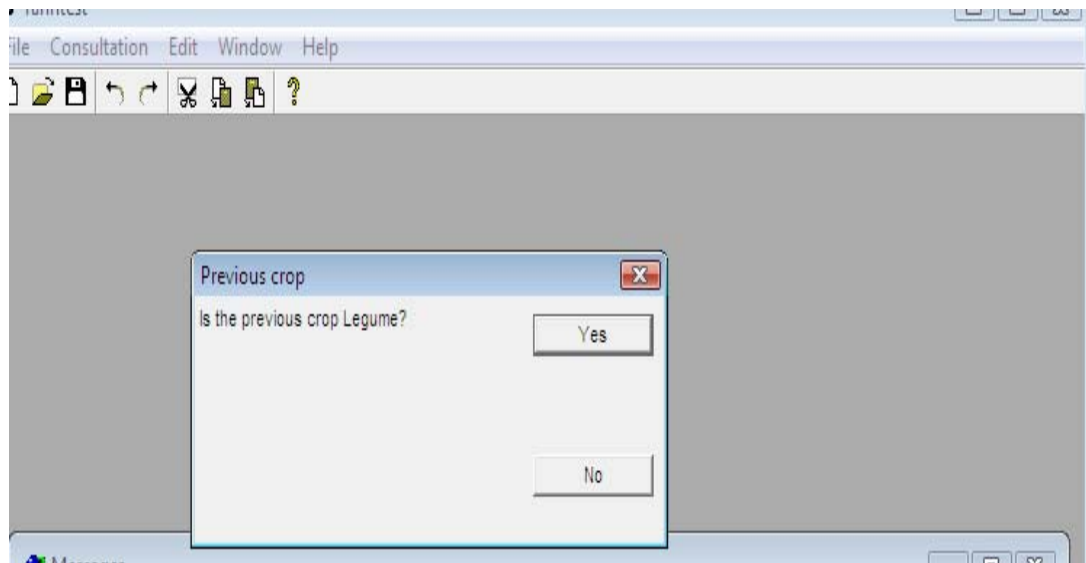 File Consultation Edit Window Help
Previous crop
Is the previous crop Legume?
Yes
No